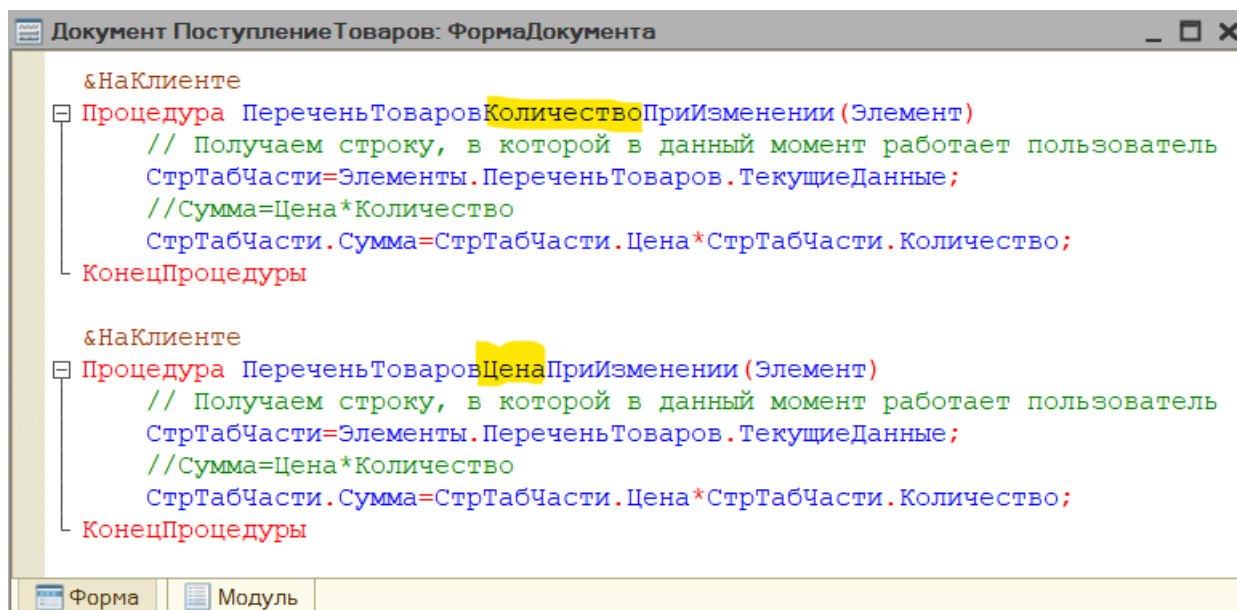 Документ ПоступлениеТоваров: ФормаДокумента
&НаКлиенте
Процедура ПереченьТоваровКоличествоПриИзменении(Элемент)
// Получаем строку, в которой в данный момент работает пользователь
СтрТабЧасти=Элементы.ПереченьТоваров.ТекущиеДанные;
//Сумма=Цена*Количество
СтрТабЧасти.Сумма=СтрТабЧасти.Цена*СтрТабЧасти.Количество;
КонецПроцедуры
&НаКлиенте
Процедура ПереченьТоваровЦенаПриИзменении(Элемент)
// Получаем строку, в которой в данный момент работает пользователь
СтрТабЧасти=Элементы.ПереченьТоваров.ТекущиеДанные;
//Сумма=Цена*Количество
СтрТабЧасти.Сумма=СтрТабЧасти.Цена*СтрТабЧасти.Количество;
КонецПроцедуры
Форма Модуль